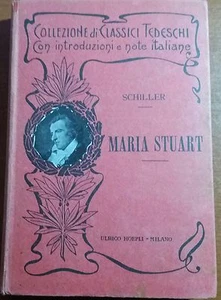 COLLEZIONE di CLASSICI TEDESCHI
Con introduzioni e note italiane
SCHILLER
MARIA STUART
ULRICO HOEPLI - MILANO